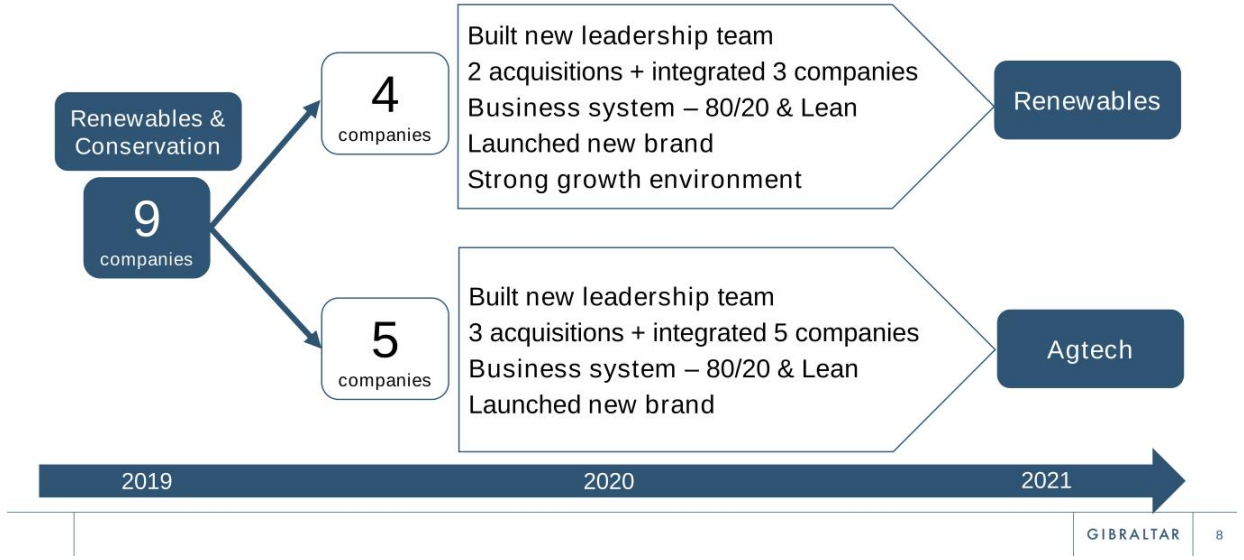 Renewables &
Conservation
9
companies
4
companies
Built new leadership team
2 acquisitions + integrated 3 companies
Business system – 80/20 & Lean
Launched new brand
Strong growth environment
Renewables
5
companies
Built new leadership team
3 acquisitions + integrated 5 companies
Business system – 80/20 & Lean
Launched new brand
Agtech
2019
2020
2021
GIBRALTAR
8